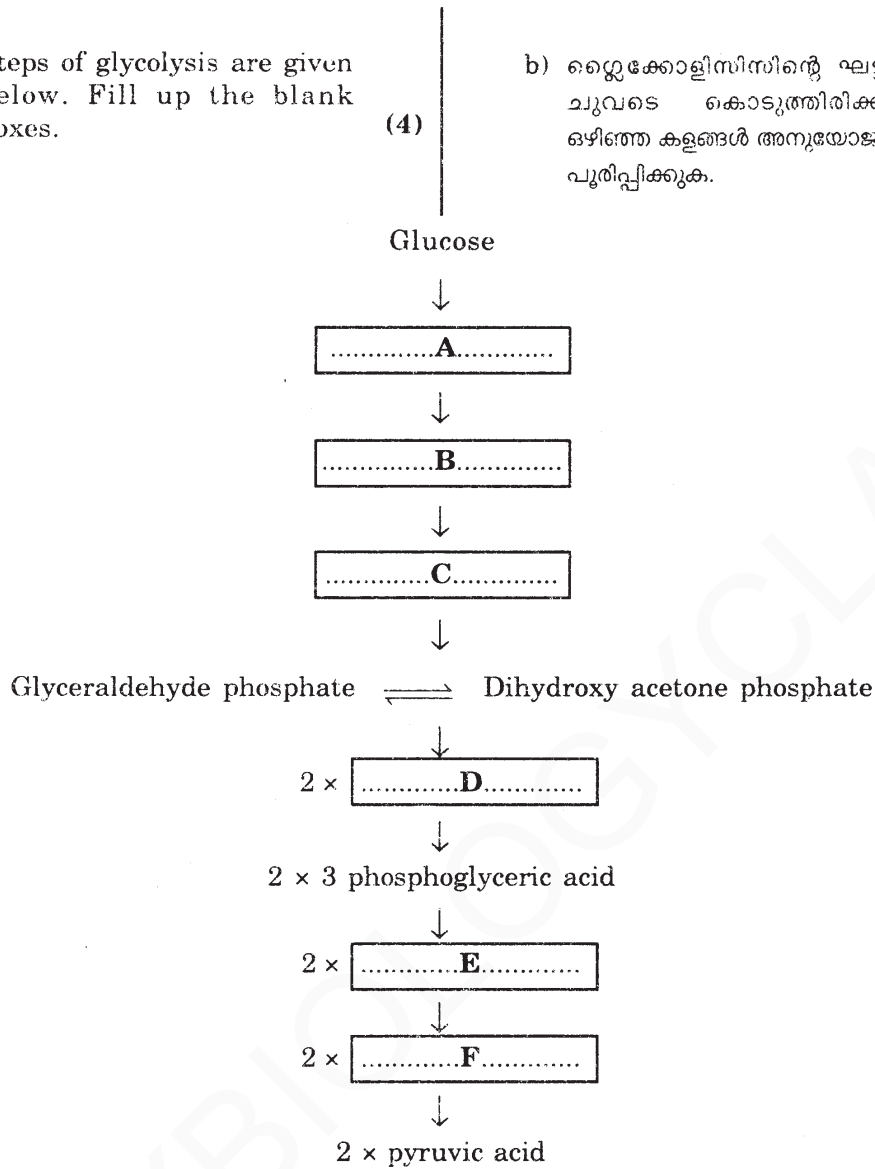 teps of glycolysis are given
elow. Fill up the blank
oxes.
(4)
b) ഗ്ലൈക്കോളിസിസിന്റെ ഘട്ട
ചുവടെ കൊടുത്തിരിക്ക
ഒഴിഞ്ഞ കളങ്ങൾ അനുയോജ
പൂരിപ്പിക്കുക.
Glucose
↓
..............A.............
↓
...............B..............
↓
..............C..............
↓
Glyceraldehyde phosphate ⇌ Dihydroxy acetone phosphate
↓
2 × .............D.............
↓
2 × 3 phosphoglyceric acid
↓
2 × .............E.............
↓
2 × .............F.............
↓
2 × pyruvic acid